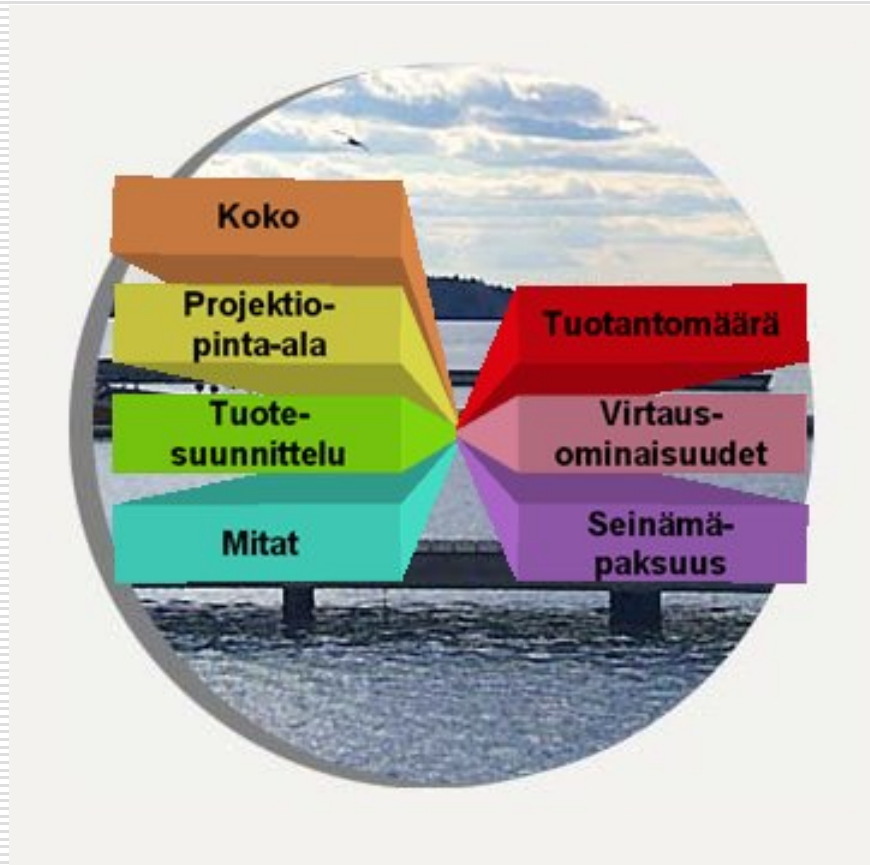 Koko
Projektio-
pinta-ala
Tuote-
suunnittelu
Mitat
Tuotantomäärä
Virtaus-
ominaisuudet
Seinämä-
paksuus